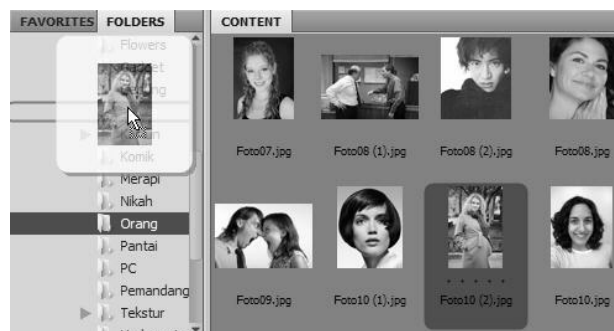 FAVORITES FOLDERS
Flowers
Komik
Merapi
Nikah
Orang
Pantai
PC
Pemandang
Tekstur
CONTENT
Foto07.jpg Foto08 (1).jpg Foto08 (2).jpg Foto08.jpg
Foto09.jpg Foto10 (1).jpg Foto10 (2).jpg Foto10.jpg